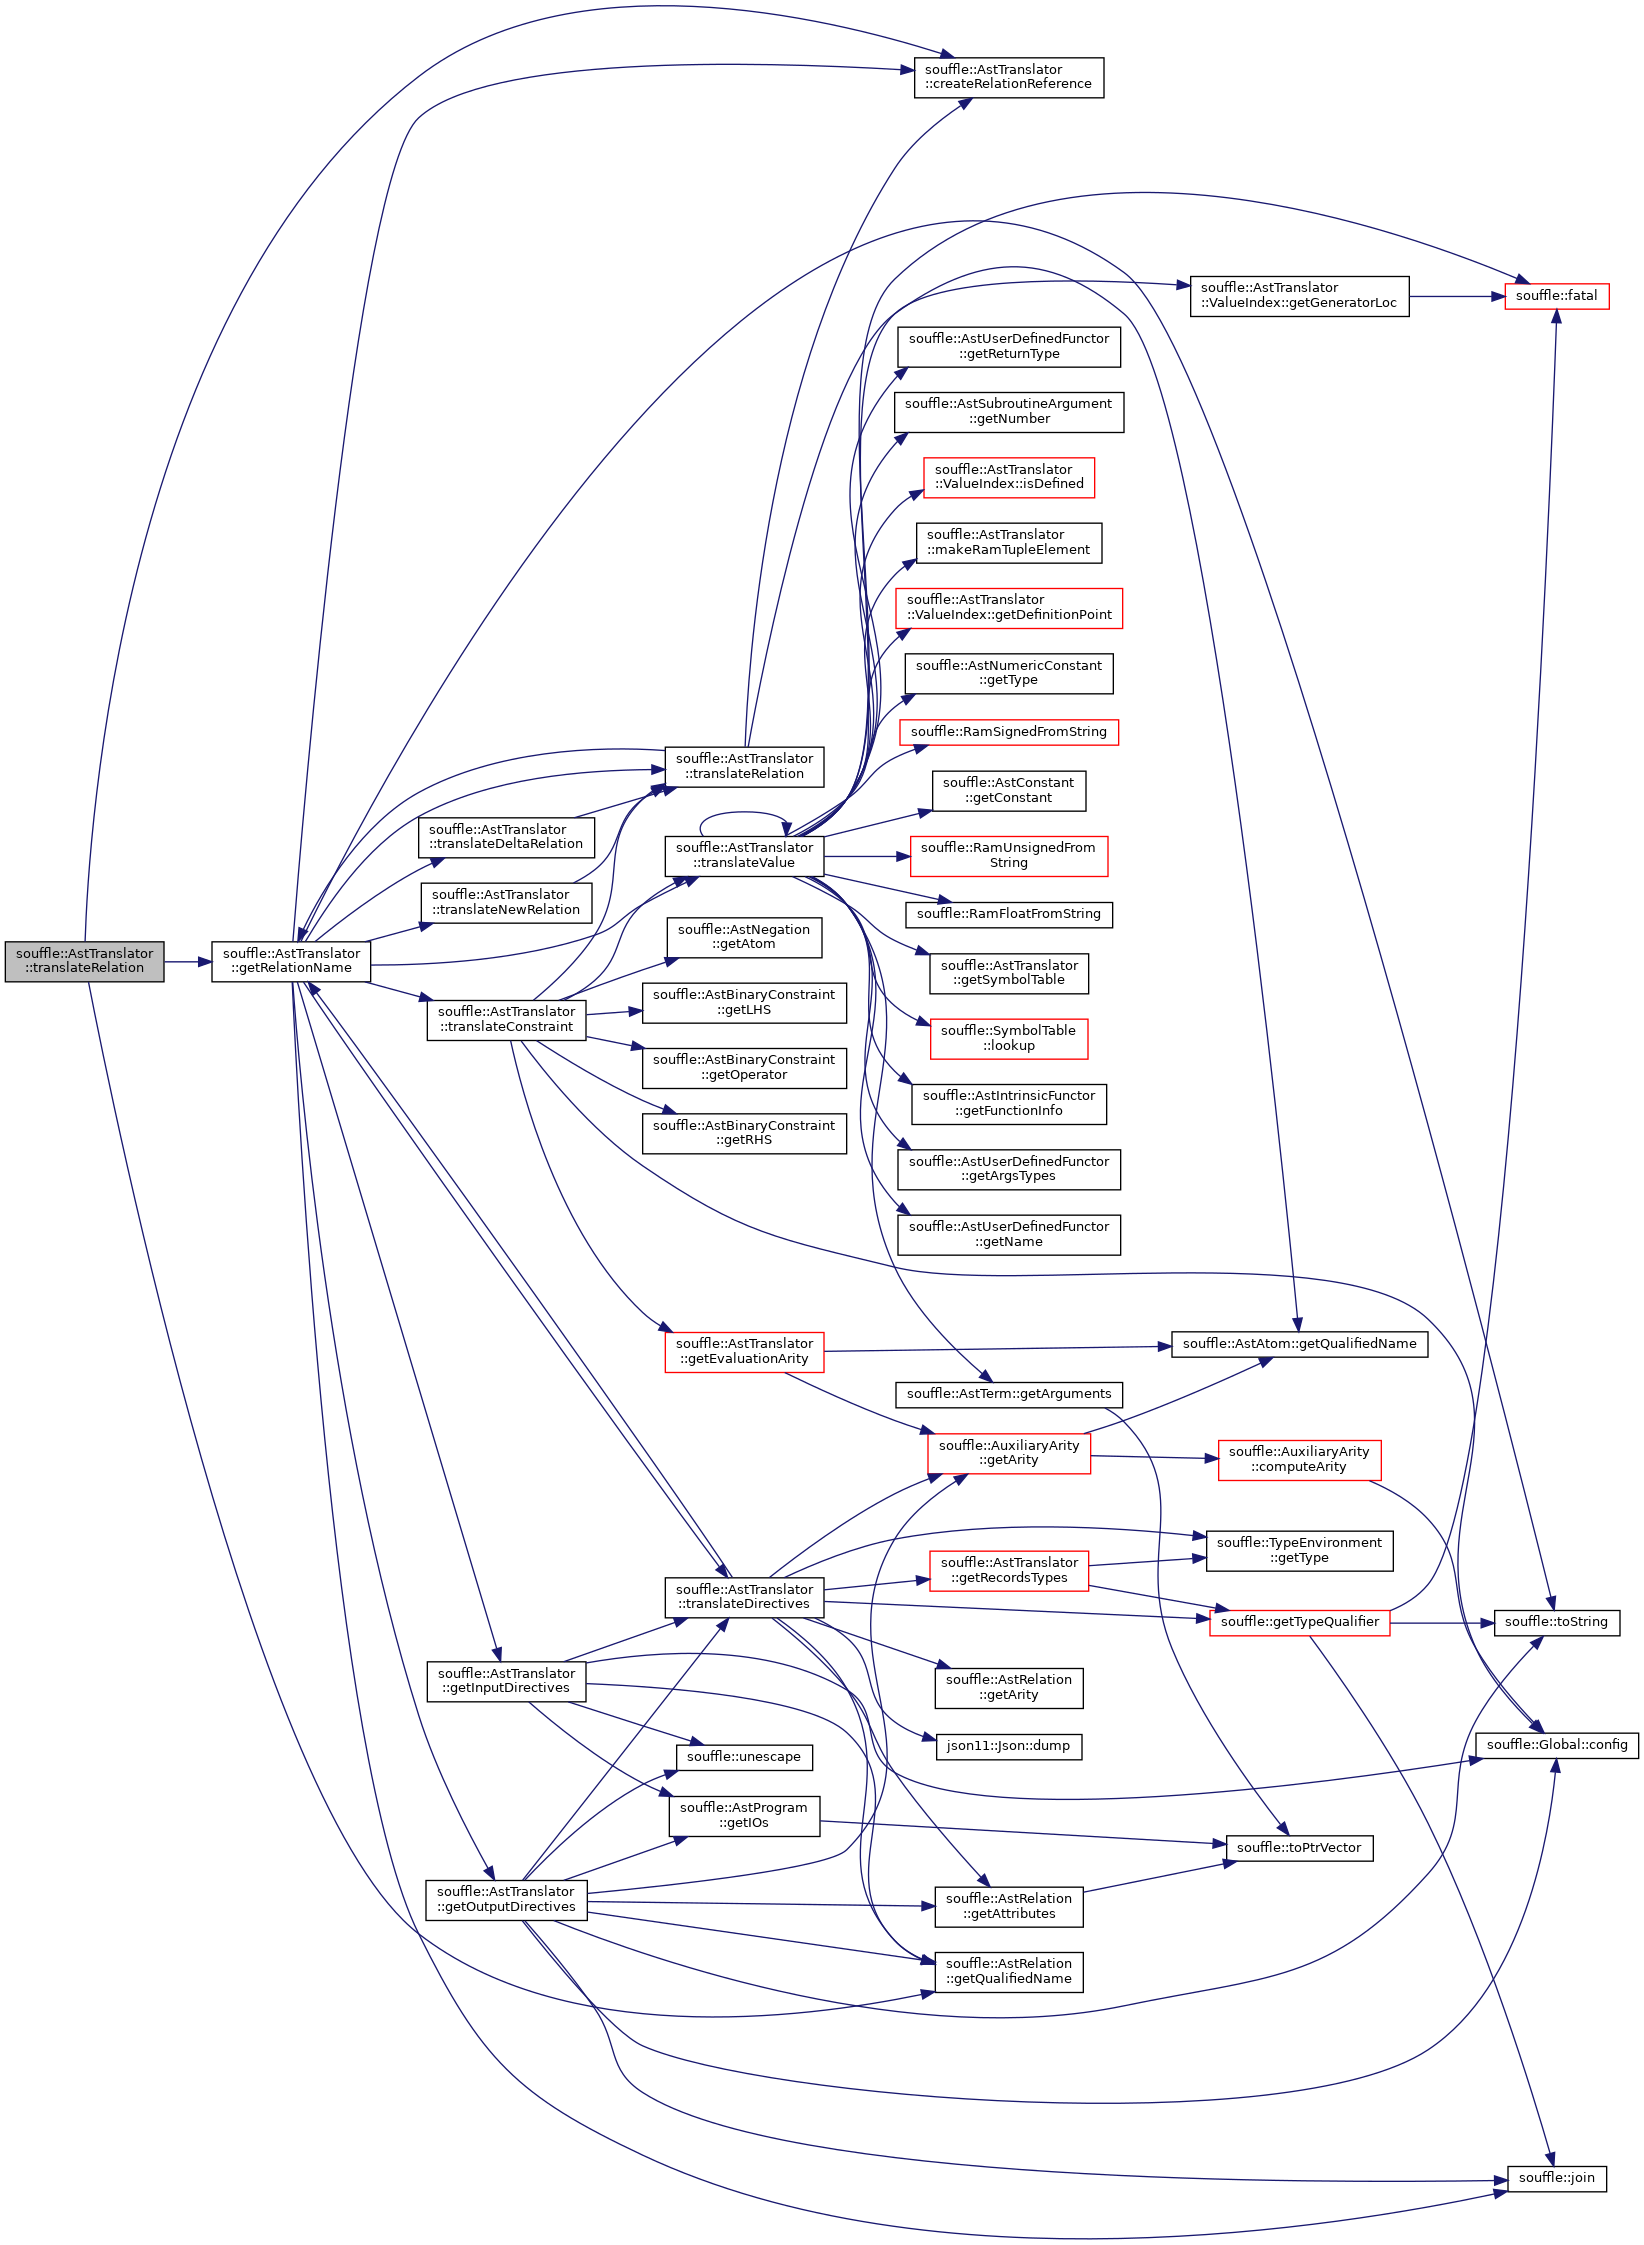 souffle::AstTranslator
::translateRelation
souffle::AstTranslator
::getRelationName
souffle::AstTranslator
::createRelationReference
souffle::AstTranslator
::translateRelation
souffle::AstTranslator
::translateDeltaRelation
souffle::AstTranslator
::translateNewRelation
souffle::AstTranslator
::translateConstraint
souffle::AstTranslator
::translateValue
souffle::AstNegation
::getAtom
souffle::AstBinaryConstraint
::getLHS
souffle::AstBinaryConstraint
::getOperator
souffle::AstBinaryConstraint
::getRHS
souffle::AstTranslator
::getEvaluationArity
souffle::AstTranslator
::translateDirectives
souffle::AstTranslator
::getInputDirectives
souffle::unescape
souffle::AstProgram
::getIOs
souffle::AstTranslator
::getOutputDirectives
souffle::AstTranslator
::ValueIndex::getGeneratorLoc
souffle::fatal
souffle::AstUserDefinedFunctor
::getReturnType
souffle::AstSubroutineArgument
::getNumber
souffle::AstTranslator
::ValueIndex::isDefined
souffle::AstTranslator
::makeRamTupleElement
souffle::AstTranslator
::ValueIndex::getDefinitionPoint
souffle::AstNumericConstant
::getType
souffle::RamSignedFromString
souffle::AstConstant
::getConstant
souffle::RamUnsignedFrom
String
souffle::RamFloatFromString
souffle::AstTranslator
::getSymbolTable
souffle::SymbolTable
::lookup
souffle::AstIntrinsicFunctor
::getFunctionInfo
souffle::AstUserDefinedFunctor
::getArgsTypes
souffle::AstUserDefinedFunctor
::getName
souffle::AstAtom::getQualifiedName
souffle::AstTerm::getArguments
souffle::AuxiliaryArity
::getArity
souffle::AuxiliaryArity
::computeArity
souffle::TypeEnvironment
::getType
souffle::AstTranslator
::getRecordsTypes
souffle::getTypeQualifier
souffle::toString
souffle::AstRelation
::getArity
json11::Json::dump
souffle::Global::config
souffle::toPtrVector
souffle::AstRelation
::getAttributes
souffle::AstRelation
::getQualifiedName
souffle::join